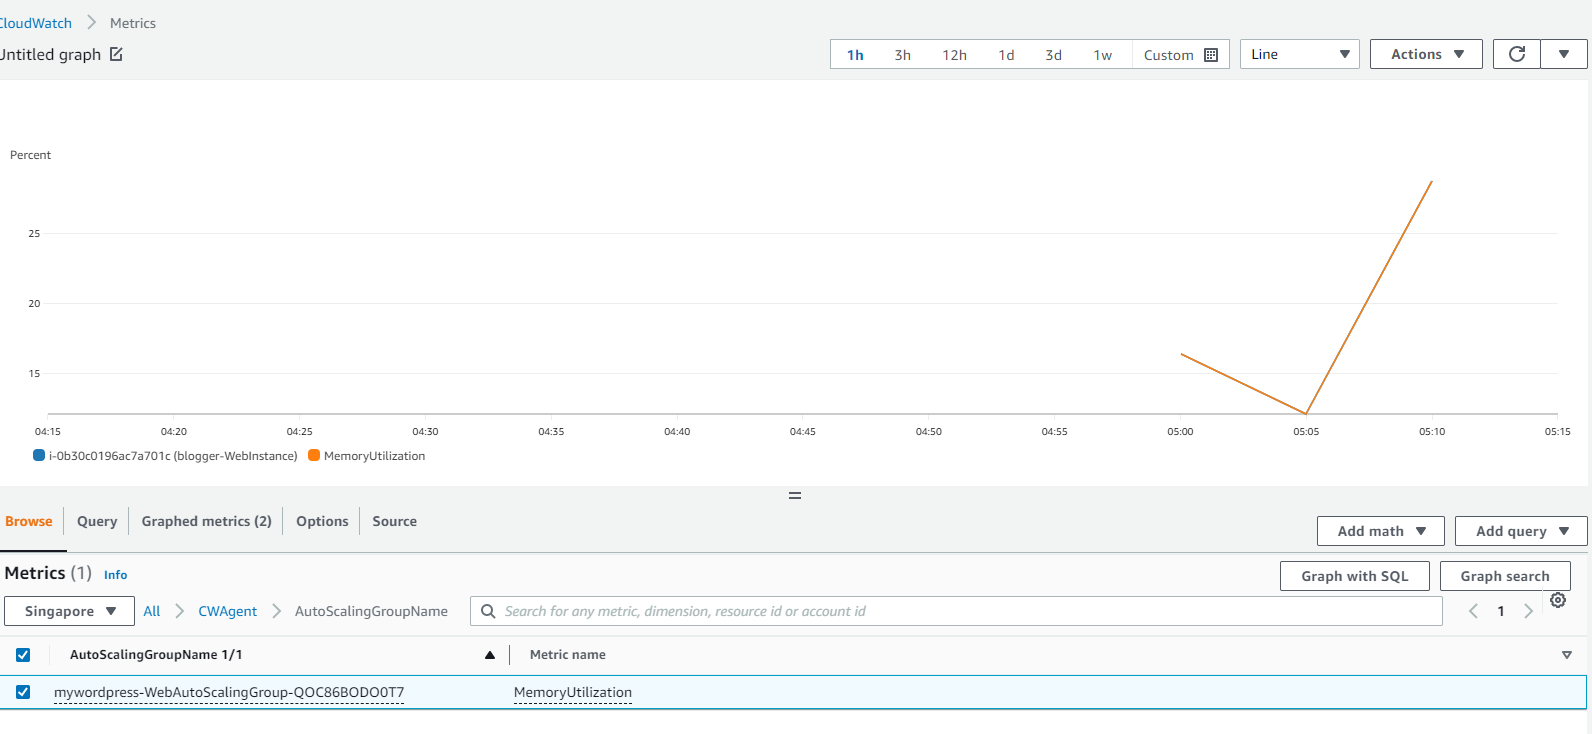 CloudWatch > Metrics
Untitled graph
1h 3h 12h 1d 3d 1w Custom Line Actions
Percent
25
20
15
04:15 04:20 04:25 04:30 04:35 04:40 04:45 04:50 04:55 05:00 05:05 05:10 05:15
i-0b30c0196ac7a701c (blogger-WebInstance) MemoryUtilization
Browse Query Graphed metrics (2) Options Source
Add math Add query
Metrics (1) Info
Graph with SQL Graph search
Singapore All > CWAgent > AutoScalingGroupName Search for any metric, dimension, resource id or account id < 1 >
AutoScalingGroupName 1/1 Metric name
mywordpress-WebAutoScalingGroup-QOC86BODO0T7 MemoryUtilization